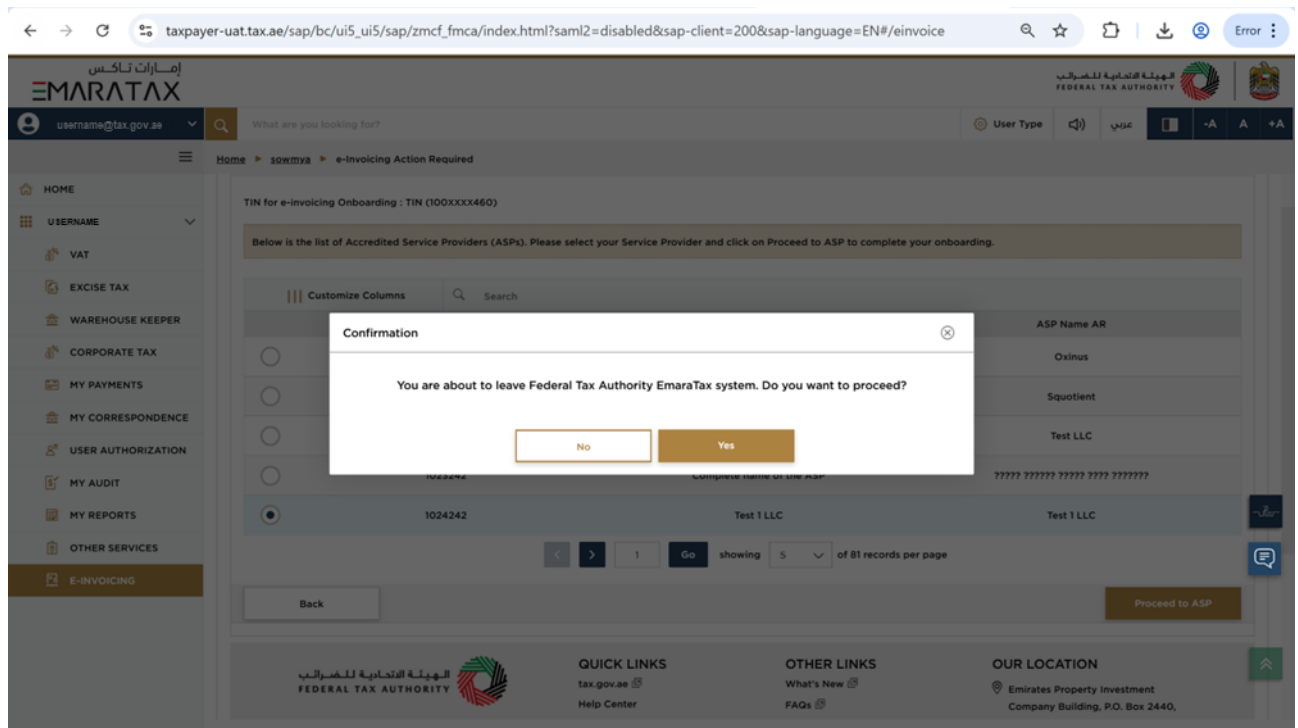 taxpayer-uat.tax.ae/sap/bc/ui5_ui5/sap/zmcf_fmca/index.html?saml2=disabled&sap-client=200&sap-language=EN#/einvoice
Error
إمـــارات تـاكـس
EMARATAX
الهيئة الاتحادية للضرائب
FEDERAL TAX AUTHORITY
username@tax.gov.ae
What are you looking for?
User Type
عربي
-A A +A
Home ▶ sowmya ▶ e-Invoicing Action Required
HOME
USERNAME
VAT
EXCISE TAX
WAREHOUSE KEEPER
CORPORATE TAX
MY PAYMENTS
MY CORRESPONDENCE
USER AUTHORIZATION
MY AUDIT
MY REPORTS
OTHER SERVICES
E-INVOICING
TIN for e-invoicing Onboarding : TIN (100XXXX460)
Below is the list of Accredited Service Providers (ASPs). Please select your Service Provider and click on Proceed to ASP to complete your onboarding.
Customize Columns
Search
ASP Name AR
Oxinus
Squotient
Test LLC
1023242 Complete name of the ASP ????? ?????? ????? ???? ???????
1024242 Test 1 LLC Test 1 LLC
Confirmation
You are about to leave Federal Tax Authority EmaraTax system. Do you want to proceed?
No
Yes
< > 1 Go showing 5 of 81 records per page
Back
Proceed to ASP
الهيئة الاتحادية للضرائب
FEDERAL TAX AUTHORITY
QUICK LINKS
tax.gov.ae
Help Center
OTHER LINKS
What's New
FAQs
OUR LOCATION
Emirates Property Investment
Company Building, P.O. Box 2440,